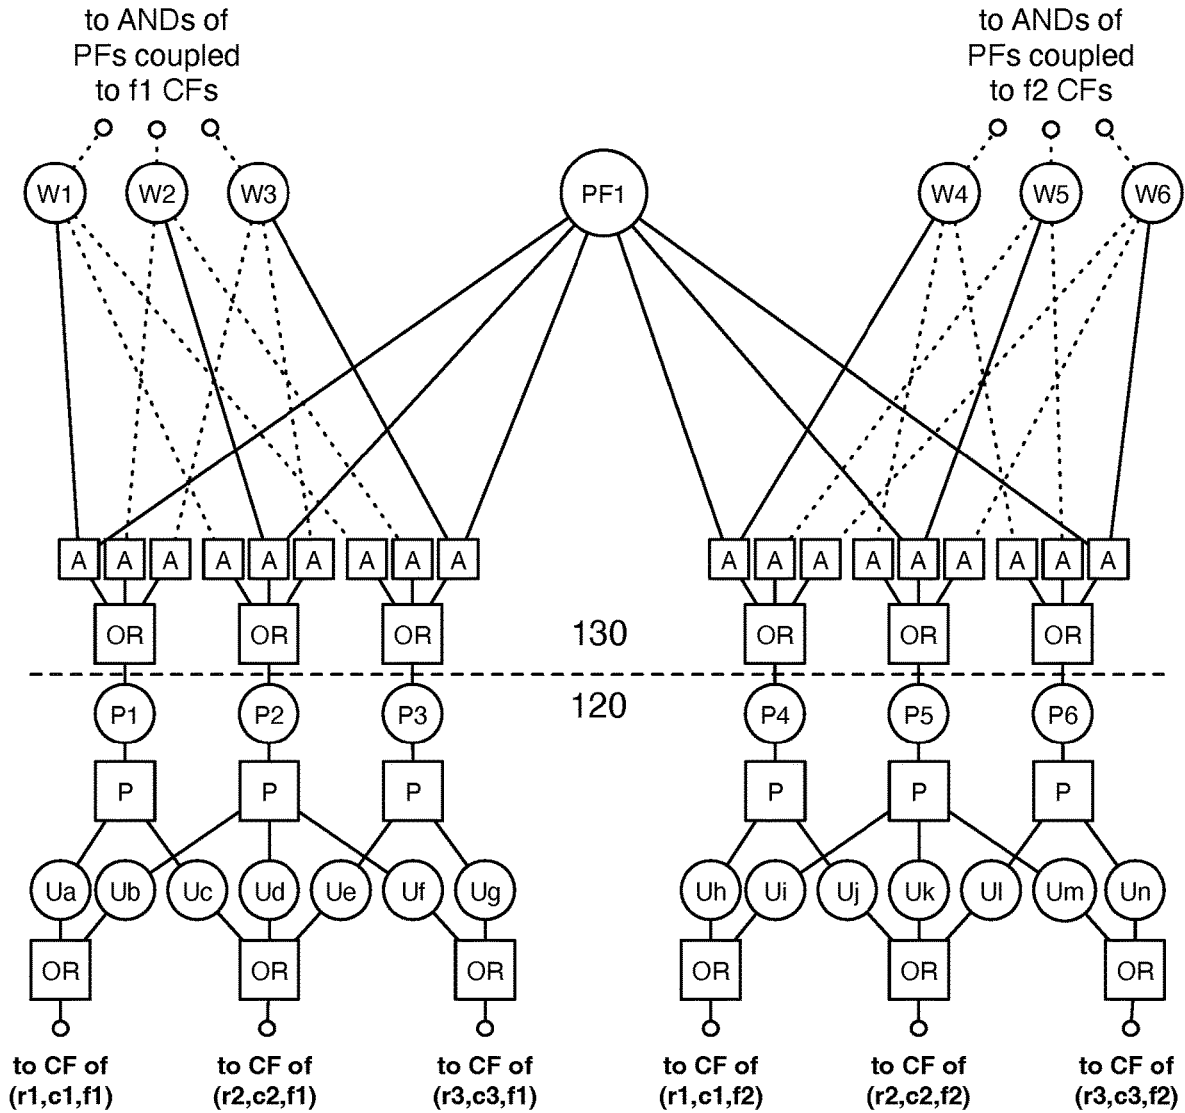 to ANDs of
PFs coupled
to f1 CFs
to ANDs of
PFs coupled
to f2 CFs
W1 W2 W3 PF1 W4 W5 W6
A A A A A A A A A A A A A A A A A A
OR OR OR 130 OR OR OR
120
P1 P2 P3 P4 P5 P6
P P P P P P
Ua Ub Uc Ud Ue Uf Ug Uh Ui Uj Uk Ul Um Un
OR OR OR OR OR OR
to CF of
(r1,c1,f1)
to CF of
(r2,c2,f1)
to CF of
(r3,c3,f1)
to CF of
(r1,c1,f2)
to CF of
(r2,c2,f2)
to CF of
(r3,c3,f2)